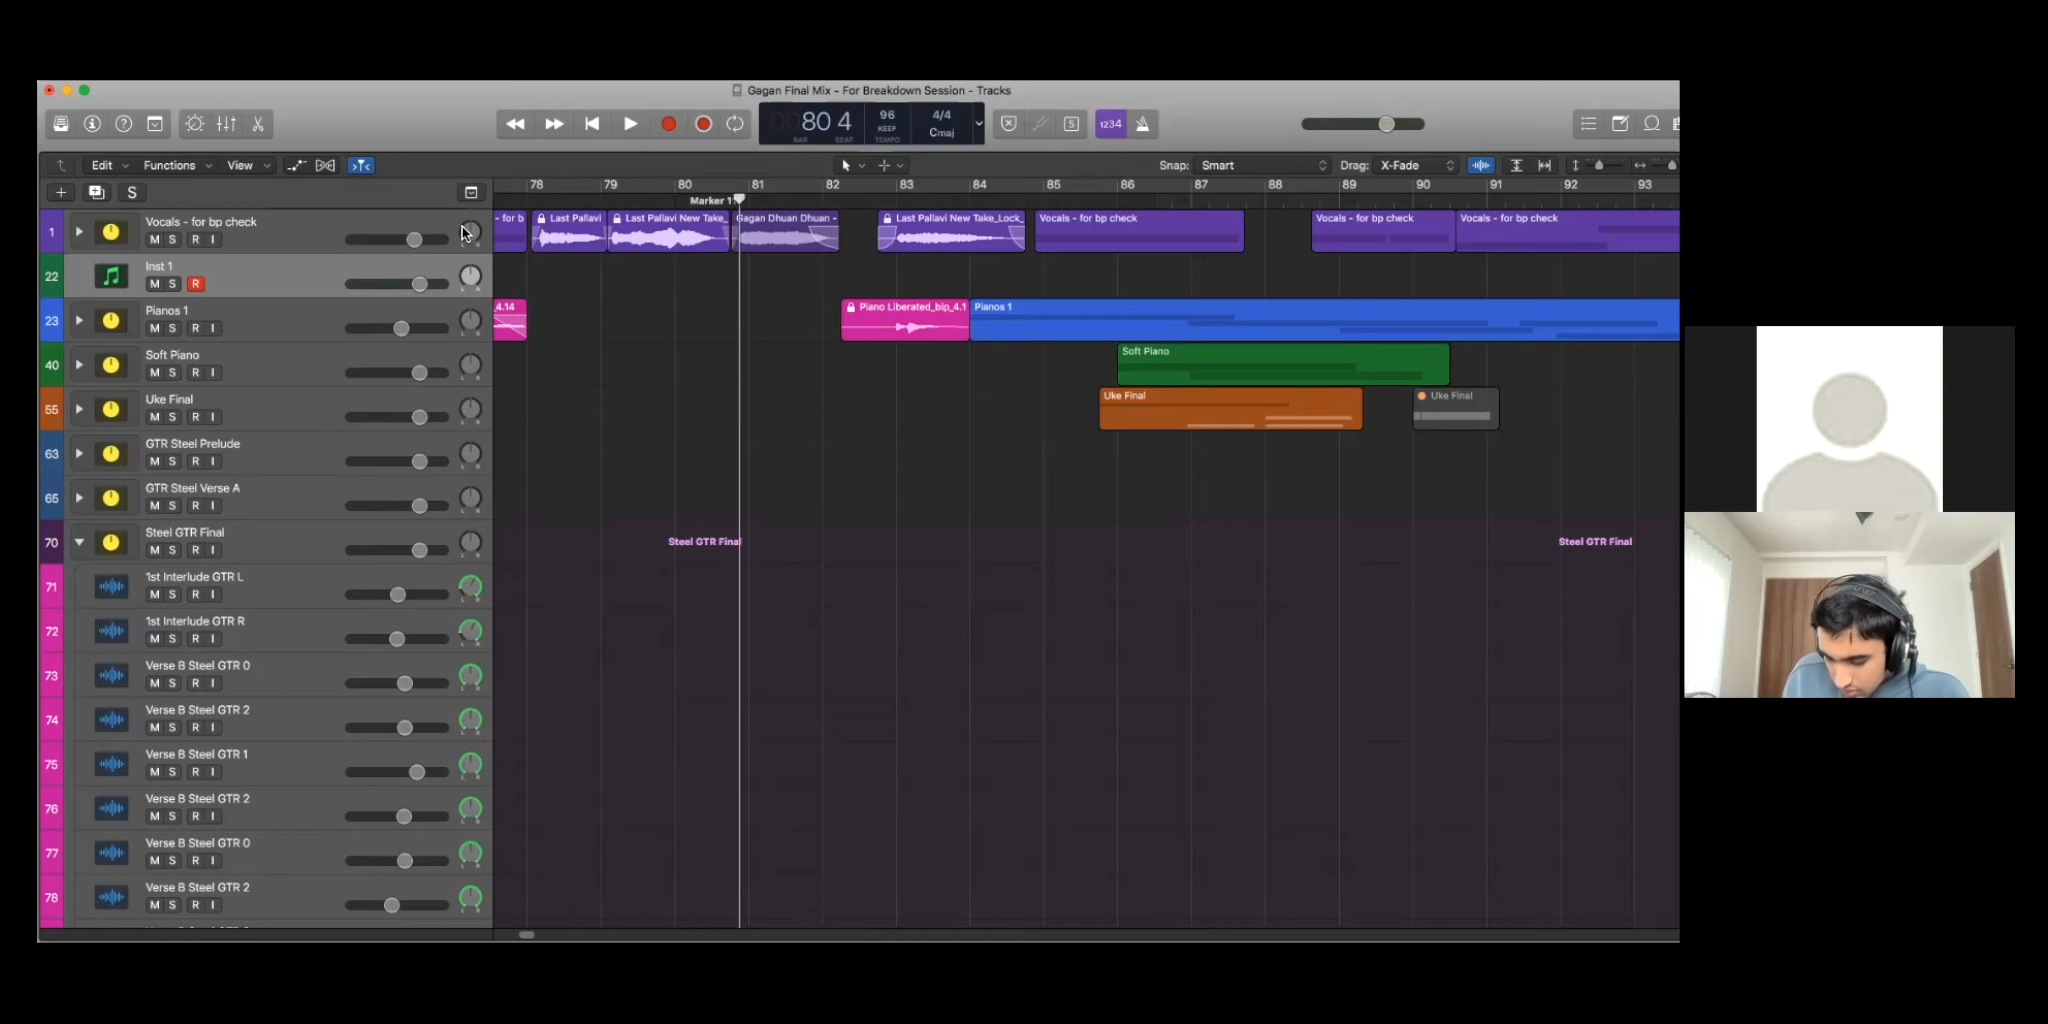 Gagan Final Mix - For Breakdown Session - Tracks
80 4 96 4/4
KEEP Cmaj
BAR BEAT TEMPO
1234
Edit Functions View Snap: Smart Drag: X-Fade
S
78 79 80 81 82 83 84 85 86 87 88 89 90 91 92 93
Marker 1
1 Vocals - for bp check
M S R I
- for b Last Pallavi Last Pallavi New Take_ Gagan Dhuan Dhuan - Last Pallavi New Take_Lock_ Vocals - for bp check Vocals - for bp check Vocals - for bp check
22 Inst 1
M S R
23 Pianos 1
M S R I
_4.14 Piano Liberated_bip_4.1 Pianos 1
40 Soft Piano
M S R I
Soft Piano
55 Uke Final
M S R I
Uke Final Uke Final
63 GTR Steel Prelude
M S R I
65 GTR Steel Verse A
M S R I
70 Steel GTR Final
M S R I
Steel GTR Final Steel GTR Final
71 1st Interlude GTR L
M S R I
72 1st Interlude GTR R
M S R I
73 Verse B Steel GTR 0
M S R I
74 Verse B Steel GTR 2
M S R I
75 Verse B Steel GTR 1
M S R I
76 Verse B Steel GTR 2
M S R I
77 Verse B Steel GTR 0
M S R I
78 Verse B Steel GTR 2
M S R I